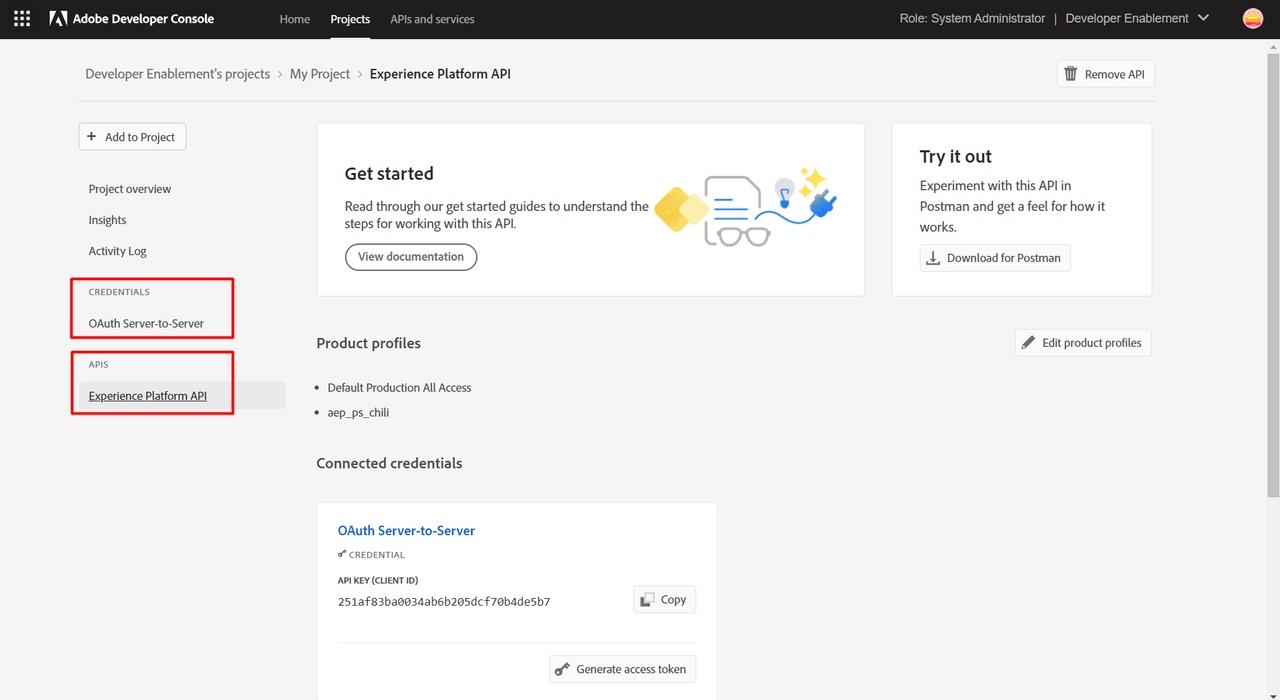 Adobe Developer Console
Home
Projects
APIs and services
Role: System Administrator | Developer Enablement
Developer Enablement's projects > My Project > Experience Platform API
Remove API
+ Add to Project
Project overview
Insights
Activity Log
CREDENTIALS
OAuth Server-to-Server
APIS
Experience Platform API
Get started
Read through our get started guides to understand the
steps for working with this API.
View documentation
Try it out
Experiment with this API in
Postman and get a feel for how it
works.
Download for Postman
Product profiles
Edit product profiles
• Default Production All Access
• aep_ps_chili
Connected credentials
OAuth Server-to-Server
CREDENTIAL
API KEY (CLIENT ID)
251af83ba0034ab6b205dcf70b4de5b7
Copy
Generate access token